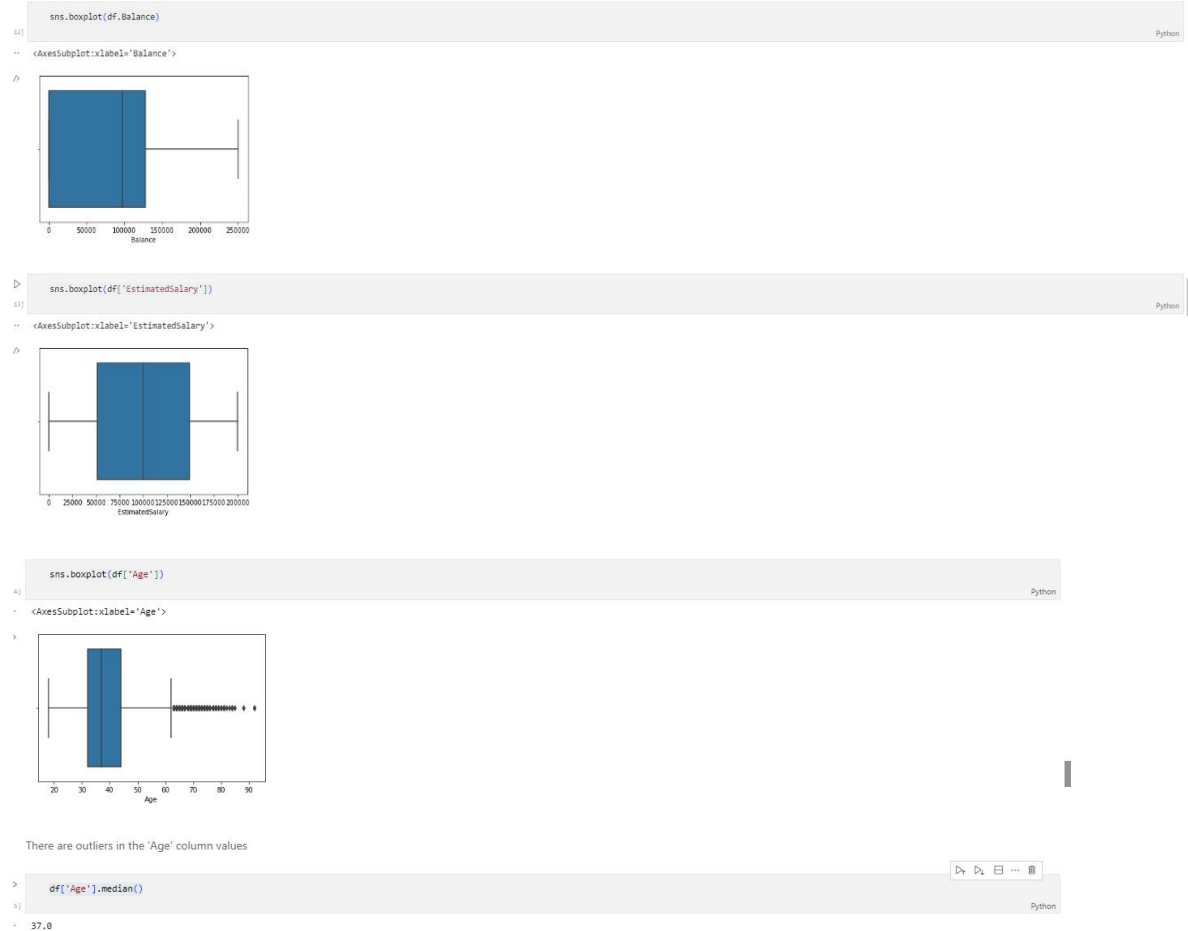 sns.boxplot(df.Balance)
12]
Python
<AxesSubplot:xlabel='Balance'>
0 50000 100000 150000 200000 250000
Balance
sns.boxplot(df['EstimatedSalary'])
13]
Python
<AxesSubplot:xlabel='EstimatedSalary'>
0 25000 50000 75000 100000 125000 150000 175000 200000
EstimatedSalary
sns.boxplot(df['Age'])
4]
Python
<AxesSubplot:xlabel='Age'>
20 30 40 50 60 70 80 90
Age
There are outliers in the 'Age' column values
df['Age'].median()
Python
37.0